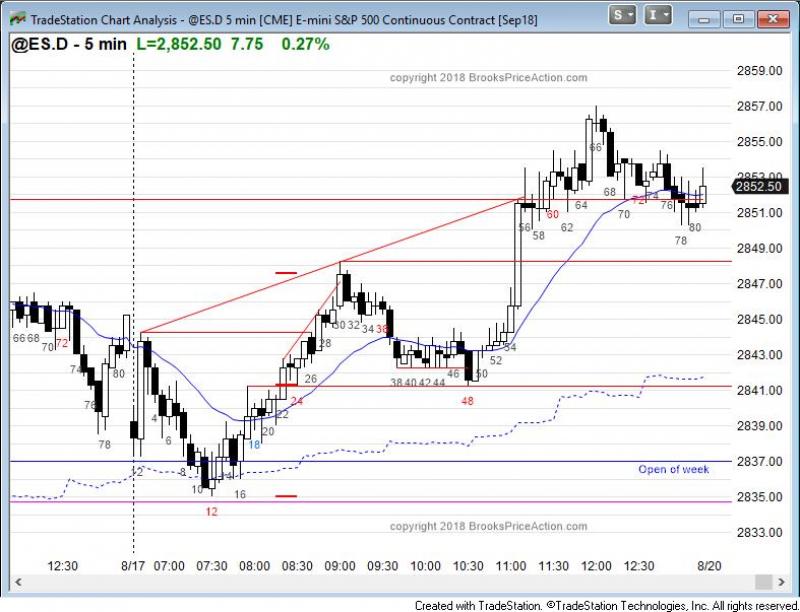 TradeStation Chart Analysis - @ES.D 5 min [CME] E-mini S&P 500 Continuous Contract [Sep18]
S I
@ES.D - 5 min L=2,852.50 7.75 0.27%
copyright 2018 BrooksPriceAction.com
2859.00
2857.00
2855.00
2853.00
2852.50
2851.00
2849.00
2847.00
2845.00
2843.00
2841.00
2839.00
2837.00
2835.00
2833.00
66 68 70 72 74 78 80
2 4 6 8 10 12 14 16 18 20 22 24 26 28 30 32 34 38 38 40 42 44 46 48 50 52 54 56 58 60 62 64 66 68 70 72 74 76 78 80
Open of week
copyright 2018 BrooksPriceAction.com
12:30 8/17 07:00 07:30 08:00 08:30 09:00 09:30 10:00 10:30 11:00 11:30 12:00 12:30 8/20
Created with TradeStation. ©TradeStation Technologies, Inc. All rights reserved.